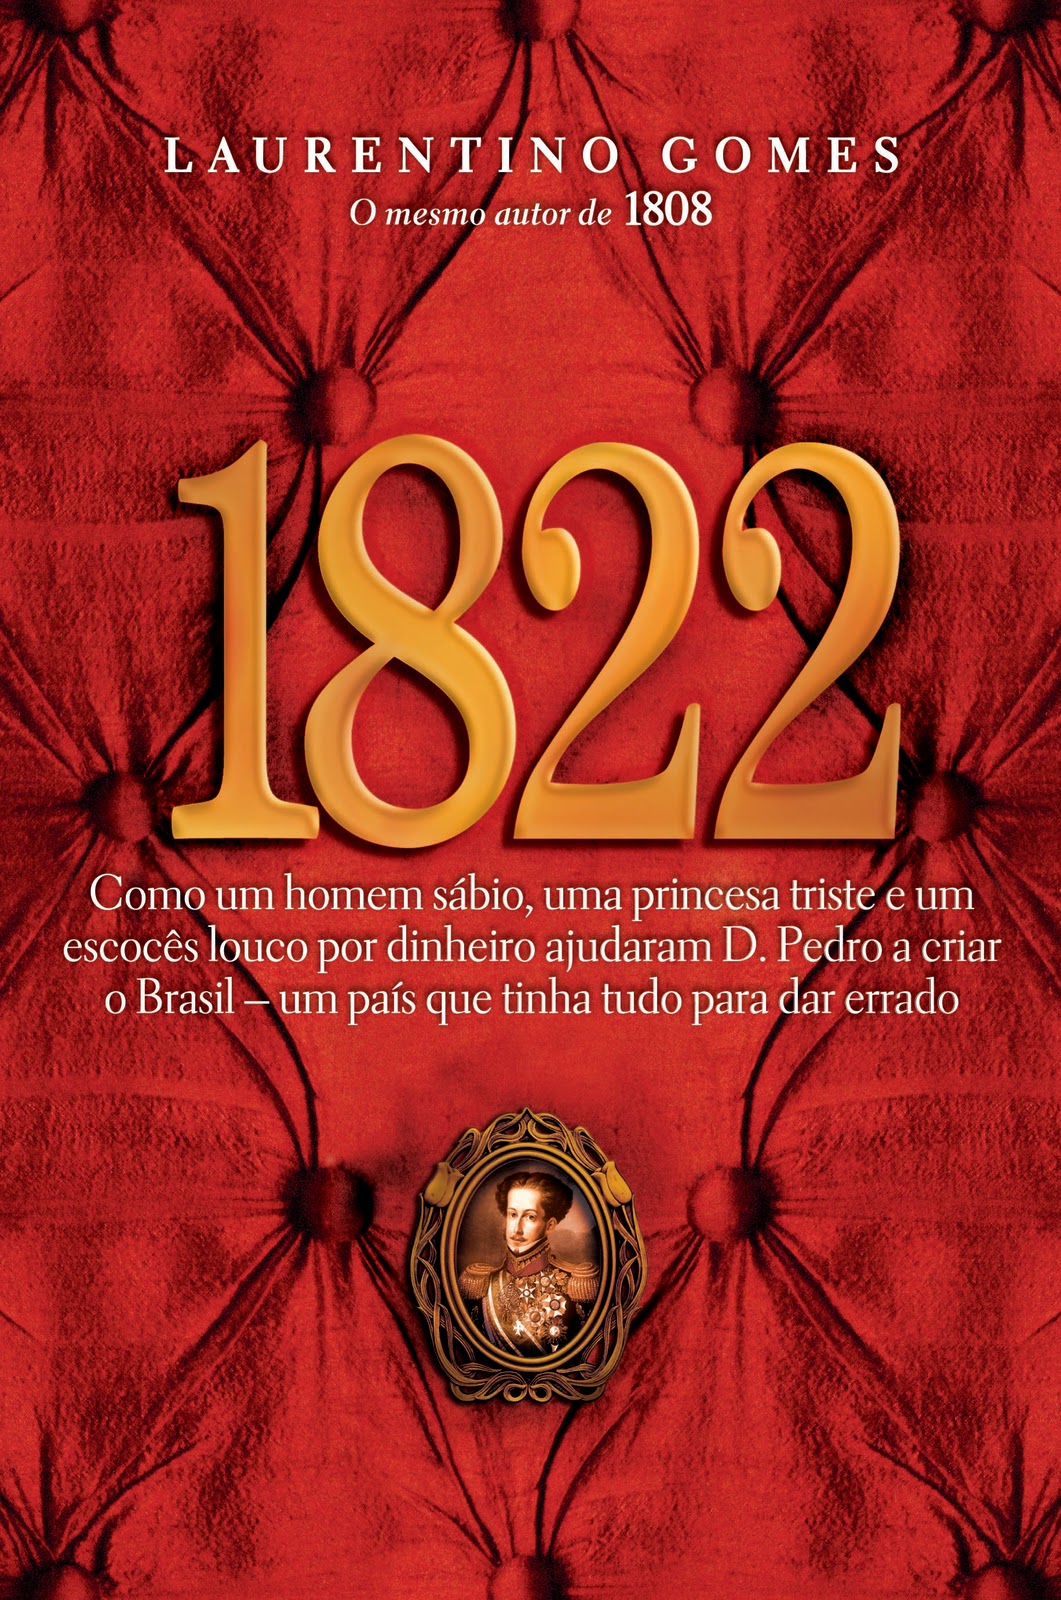 LAURENTINO GOMES
O mesmo autor de 1808
1822
Como um homem sábio, uma princesa triste e um
escocês louco por dinheiro ajudaram D. Pedro a criar
o Brasil – um país que tinha tudo para dar errado